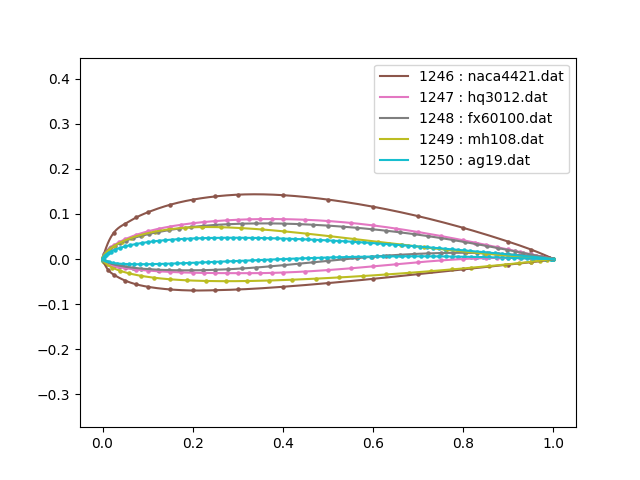 1246 : naca4421.dat
1247 : hq3012.dat
1248 : fx60100.dat
1249 : mh108.dat
1250 : ag19.dat
0.4
0.3
0.2
0.1
0.0
−0.1
−0.2
−0.3
0.0 0.2 0.4 0.6 0.8 1.0